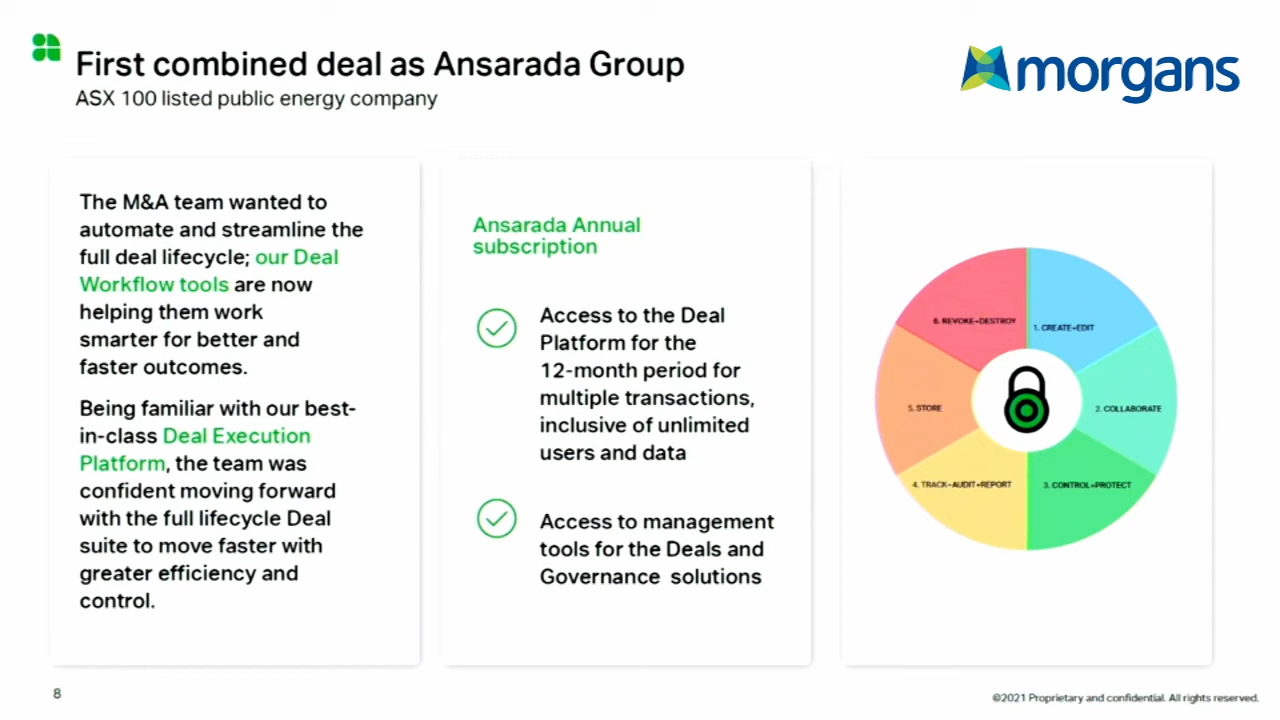 First combined deal as Ansarada Group
ASX 100 listed public energy company
morgans
The M&A team wanted to
automate and streamline the
full deal lifecycle; our Deal
Workflow tools are now
helping them work
smarter for better and
faster outcomes.
Being familiar with our best-
in-class Deal Execution
Platform, the team was
confident moving forward
with the full lifecycle Deal
suite to move faster with
greater efficiency and
control.
Ansarada Annual
subscription
Access to the Deal
Platform for the
12-month period for
multiple transactions,
inclusive of unlimited
users and data
Access to management
tools for the Deals and
Governance solutions
6. REVOKE+DESTROY
1. CREATE+EDIT
5. STORE
2. COLLABORATE
4. TRACK+AUDIT+REPORT
3. CONTROL+PROTECT
8
©2021 Proprietary and confidential. All rights reserved.